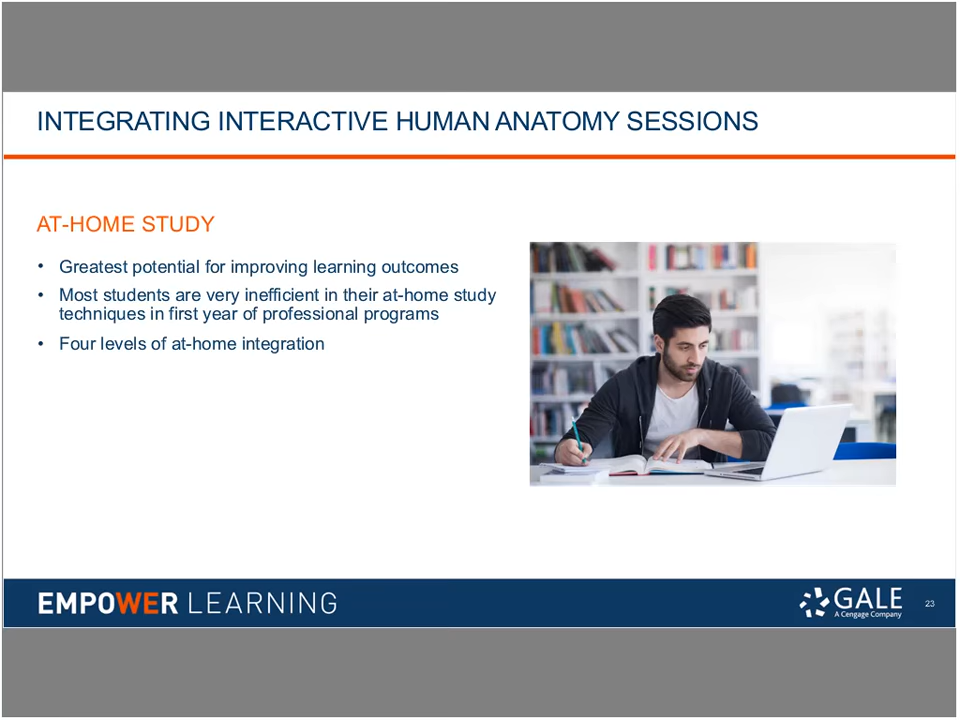 INTEGRATING INTERACTIVE HUMAN ANATOMY SESSIONS
AT-HOME STUDY
• Greatest potential for improving learning outcomes
• Most students are very inefficient in their at-home study
techniques in first year of professional programs
• Four levels of at-home integration
EMPOWER LEARNING
GALE
A Cengage Company
23